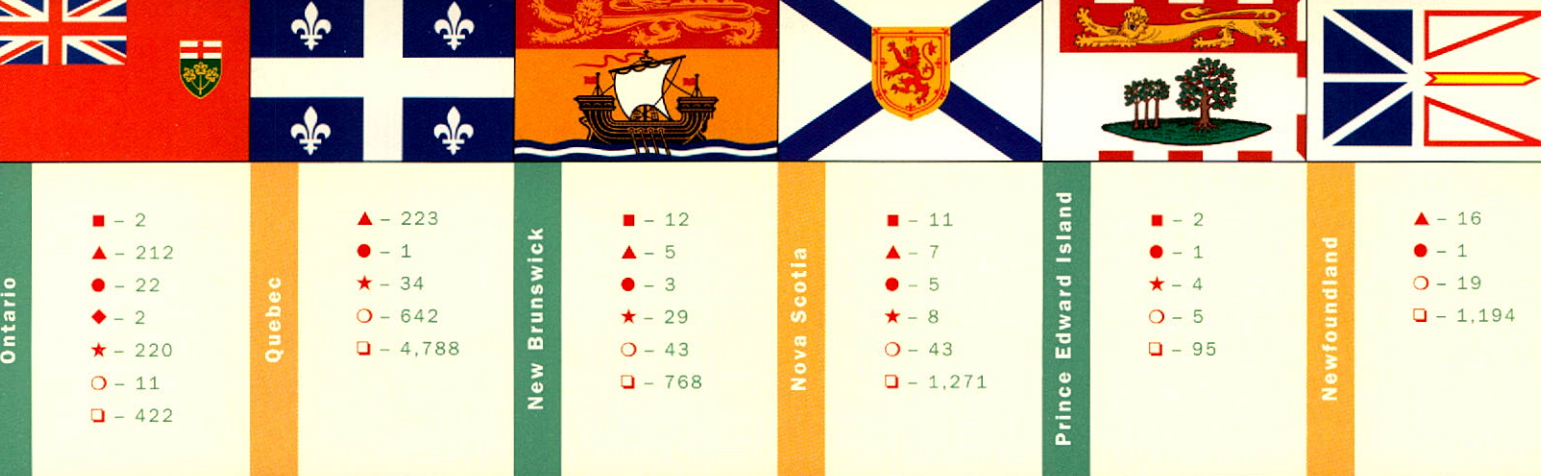 Ontario
■ – 2
▲ – 212
● – 22
◆ – 2
★ – 220
○ – 11
❑ – 422
Quebec
▲ – 223
● – 1
★ – 34
○ – 642
❑ – 4,788
New Brunswick
■ – 12
▲ – 5
● – 3
★ – 29
○ – 43
❑ – 768
Nova Scotia
■ – 11
▲ – 7
● – 5
★ – 8
○ – 43
❑ – 1,271
Prince Edward Island
■ – 2
● – 1
★ – 4
○ – 5
❑ – 95
Newfoundland
▲ – 16
● – 1
○ – 19
❑ – 1,194